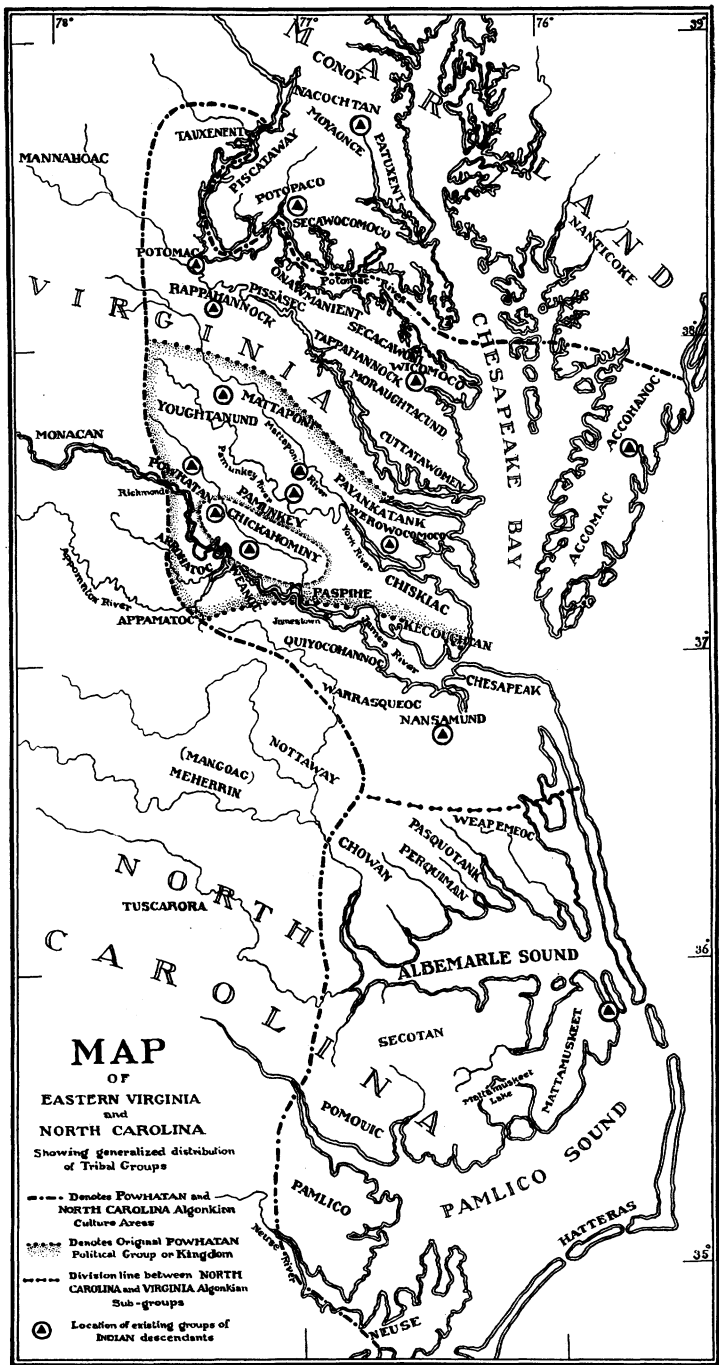 78°
77
76
39°
MARYLAND
CONOY
NACOCHTAN
MOYAONCE
TAUXENENT
PATUXENT
MANNAHOAC
PISCATAWAY
POTOPACO
SECAWOCOMOCO
NANTICOKE
POTOMAC
Potomac River
ONAWMANIENT
PISSASEC
RAPPAHANNOCK
VIRGINIA
SECACAWO
38
TAPPAHANNOCK
WICOMOCO
MORAUGHTACUND
CHESAPEAKE BAY
MATTAPONY
YOUGHTANUND
ACCOHANOC
CUTTATAWOMEN
MONACAN
Mattaponi River
Pamunkey River
POWHATAN
Richmond
PAMUNKEY
PAYANKATANK
WEROWOCOMOCO
CHICKAHOMINY
York River
ACCOMAC
ARROHATOC
WEANOC
CHISKIAC
Appomattox River
PASPIHE
APPAMATOC
Jamestown
James River
KECOUGHTAN
37
QUIYOCOHANNOC
CHESAPEAK
WARRASQUEOC
NANSAMUND
NOTTAWAY
(MANGOAG)
MEHERRIN
WEAPEMEOC
PASQUOTANK
PERQUIMAN
CHOWAN
NORTH
CAROLINA
TUSCARORA
36°
ALBEMARLE SOUND
SECOTAN
Mattamuskeet
Lake
MATTAMUSKEET
POMOUIC
PAMLICO SOUND
PAMLICO
HATTERAS
35°
Neuse River
NEUSE
MAP
OF
EASTERN VIRGINIA
and
NORTH CAROLINA
Showing generalized distribution
of Tribal Groups
Denotes POWHATAN and
NORTH CAROLINA Algonkian
Culture Areas
Denotes Original POWHATAN
Political Group or Kingdom
Division line between NORTH
CAROLINA and VIRGINIA Algonkian
Sub-groups
Location of existing groups of
INDIAN descendants